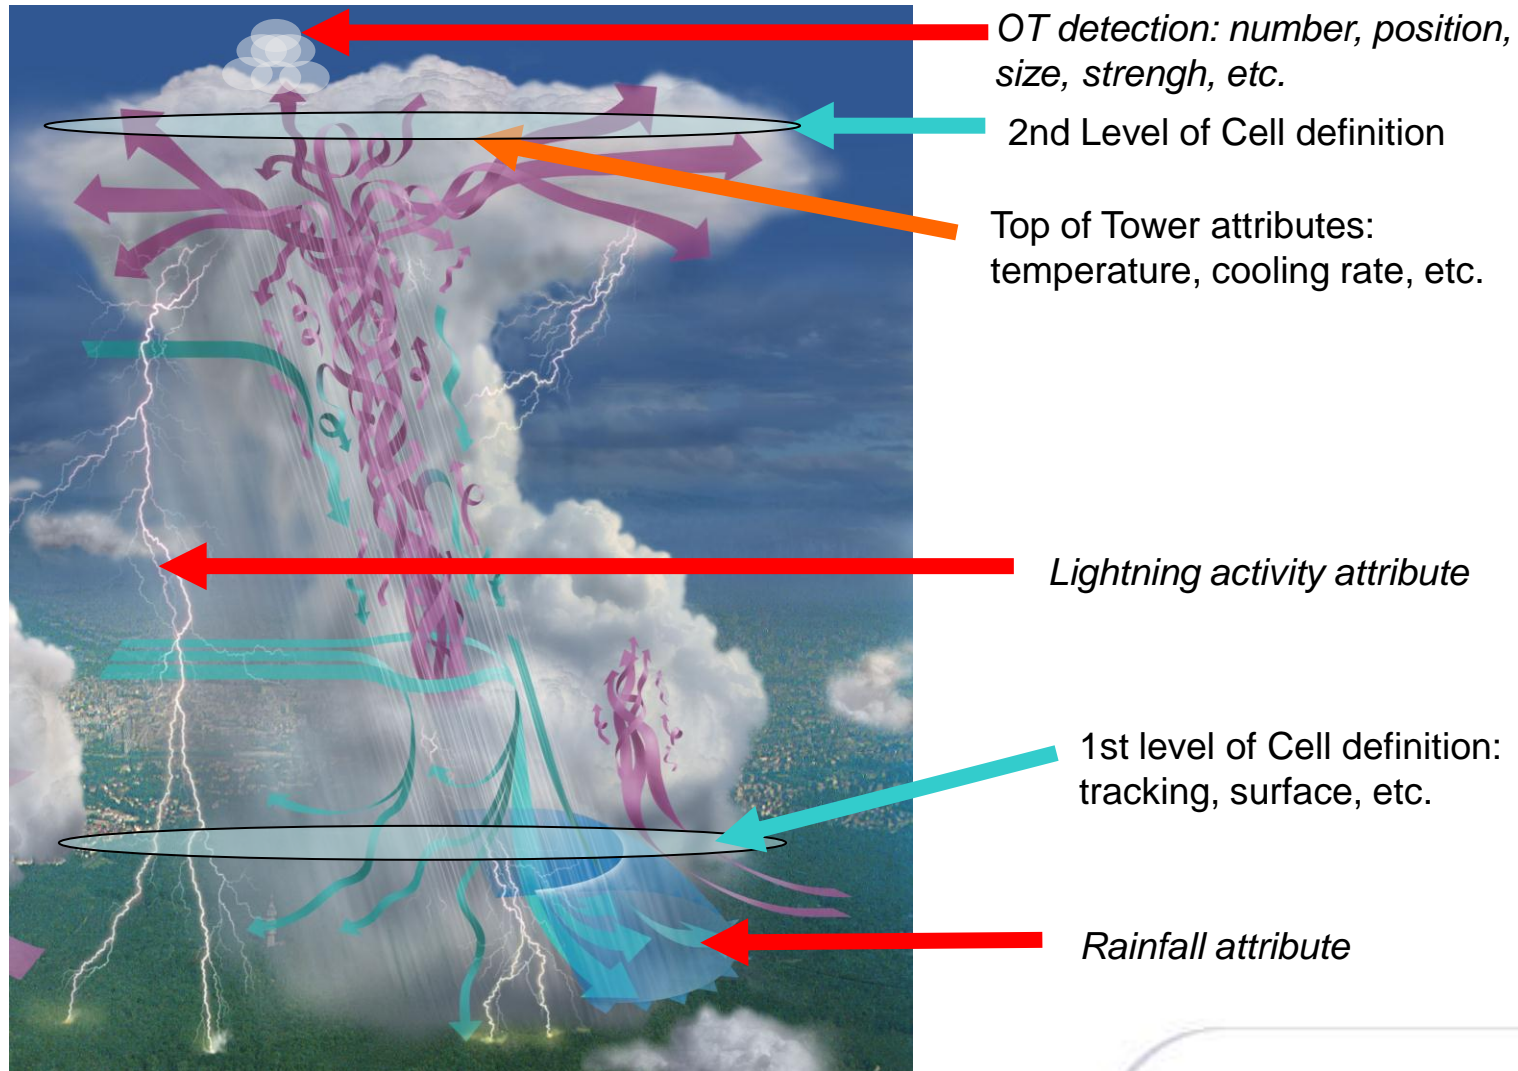 OT detection: number, position,
size, strengh, etc.
2nd Level of Cell definition
Top of Tower attributes:
temperature, cooling rate, etc.
Lightning activity attribute
1st level of Cell definition:
tracking, surface, etc.
Rainfall attribute